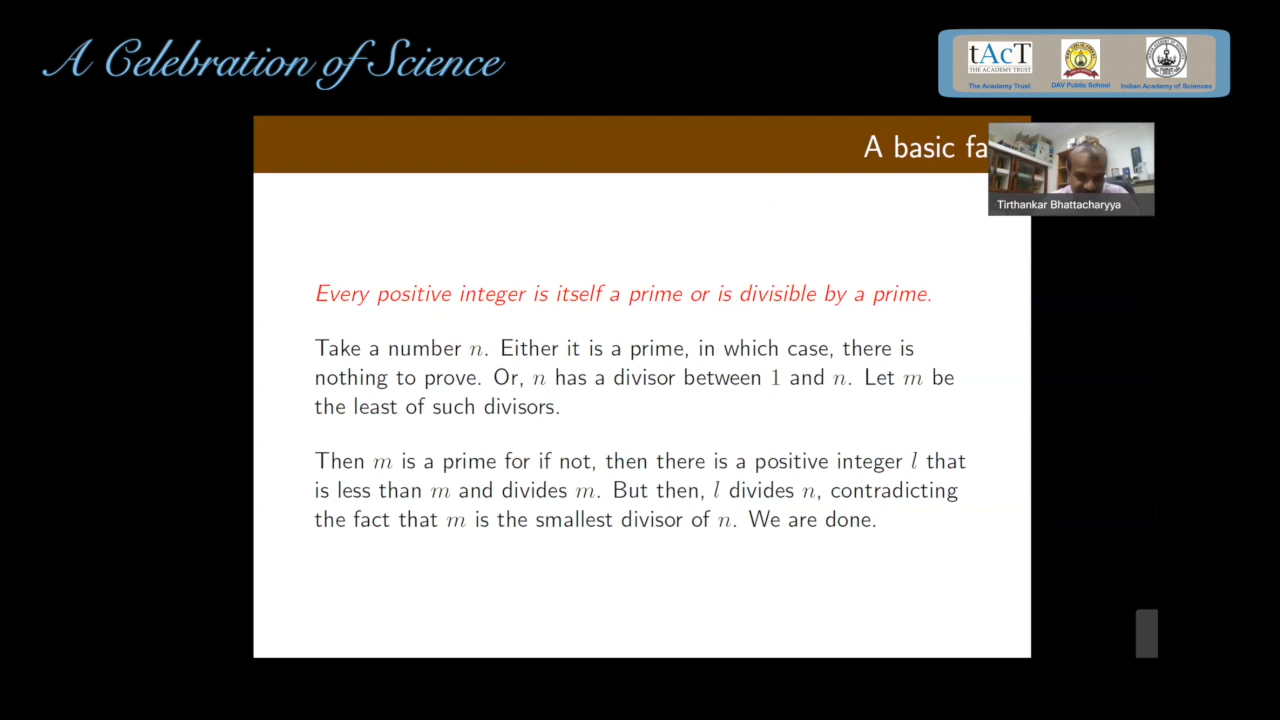 A Celebration of Science
tAcT
THE ACADEMY TRUST
The Academy Trust
DAV Public School
Indian Academy of Sciences
A basic fa
Tirthankar Bhattacharyya
Every positive integer is itself a prime or is divisible by a prime.
Take a number n. Either it is a prime, in which case, there is
nothing to prove. Or, n has a divisor between 1 and n. Let m be
the least of such divisors.
Then m is a prime for if not, then there is a positive integer l that
is less than m and divides m. But then, l divides n, contradicting
the fact that m is the smallest divisor of n. We are done.